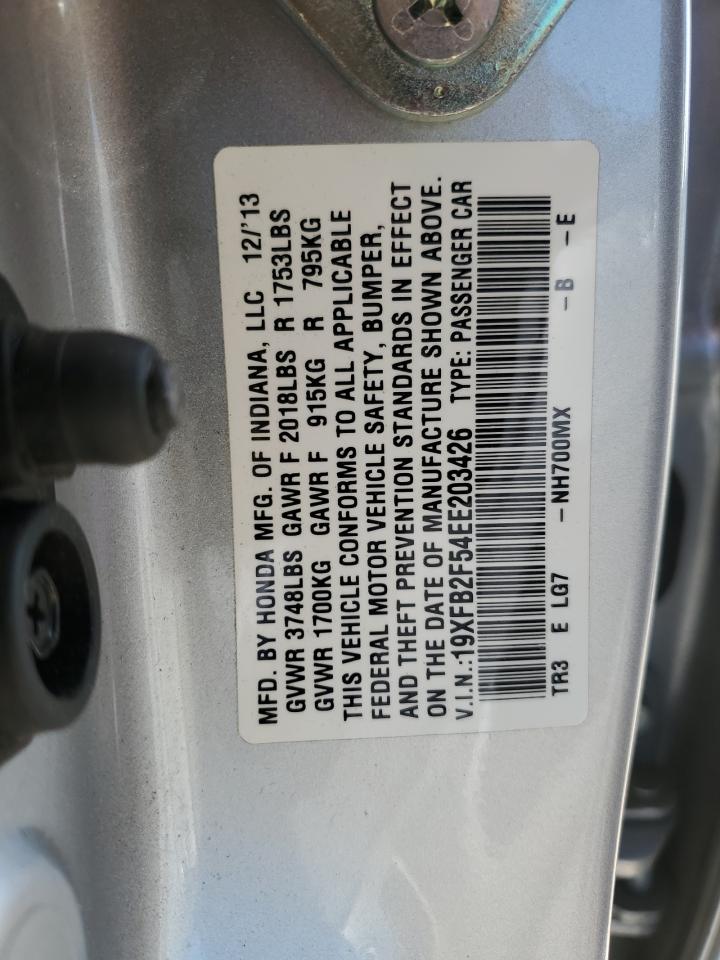 MFD. BY HONDA MFG. OF INDIANA, LLC 12/'13
GVWR 3748LBS GAWR F 2018LBS R 1753LBS
GVWR 1700KG GAWR F 915KG R 795KG
THIS VEHICLE CONFORMS TO ALL APPLICABLE
FEDERAL MOTOR VEHICLE SAFETY, BUMPER,
AND THEFT PREVENTION STANDARDS IN EFFECT
ON THE DATE OF MANUFACTURE SHOWN ABOVE.
V.I.N.:19XFB2F54EE203426 TYPE: PASSENGER CAR
TR3 E LG7 –NH700MX –B –E